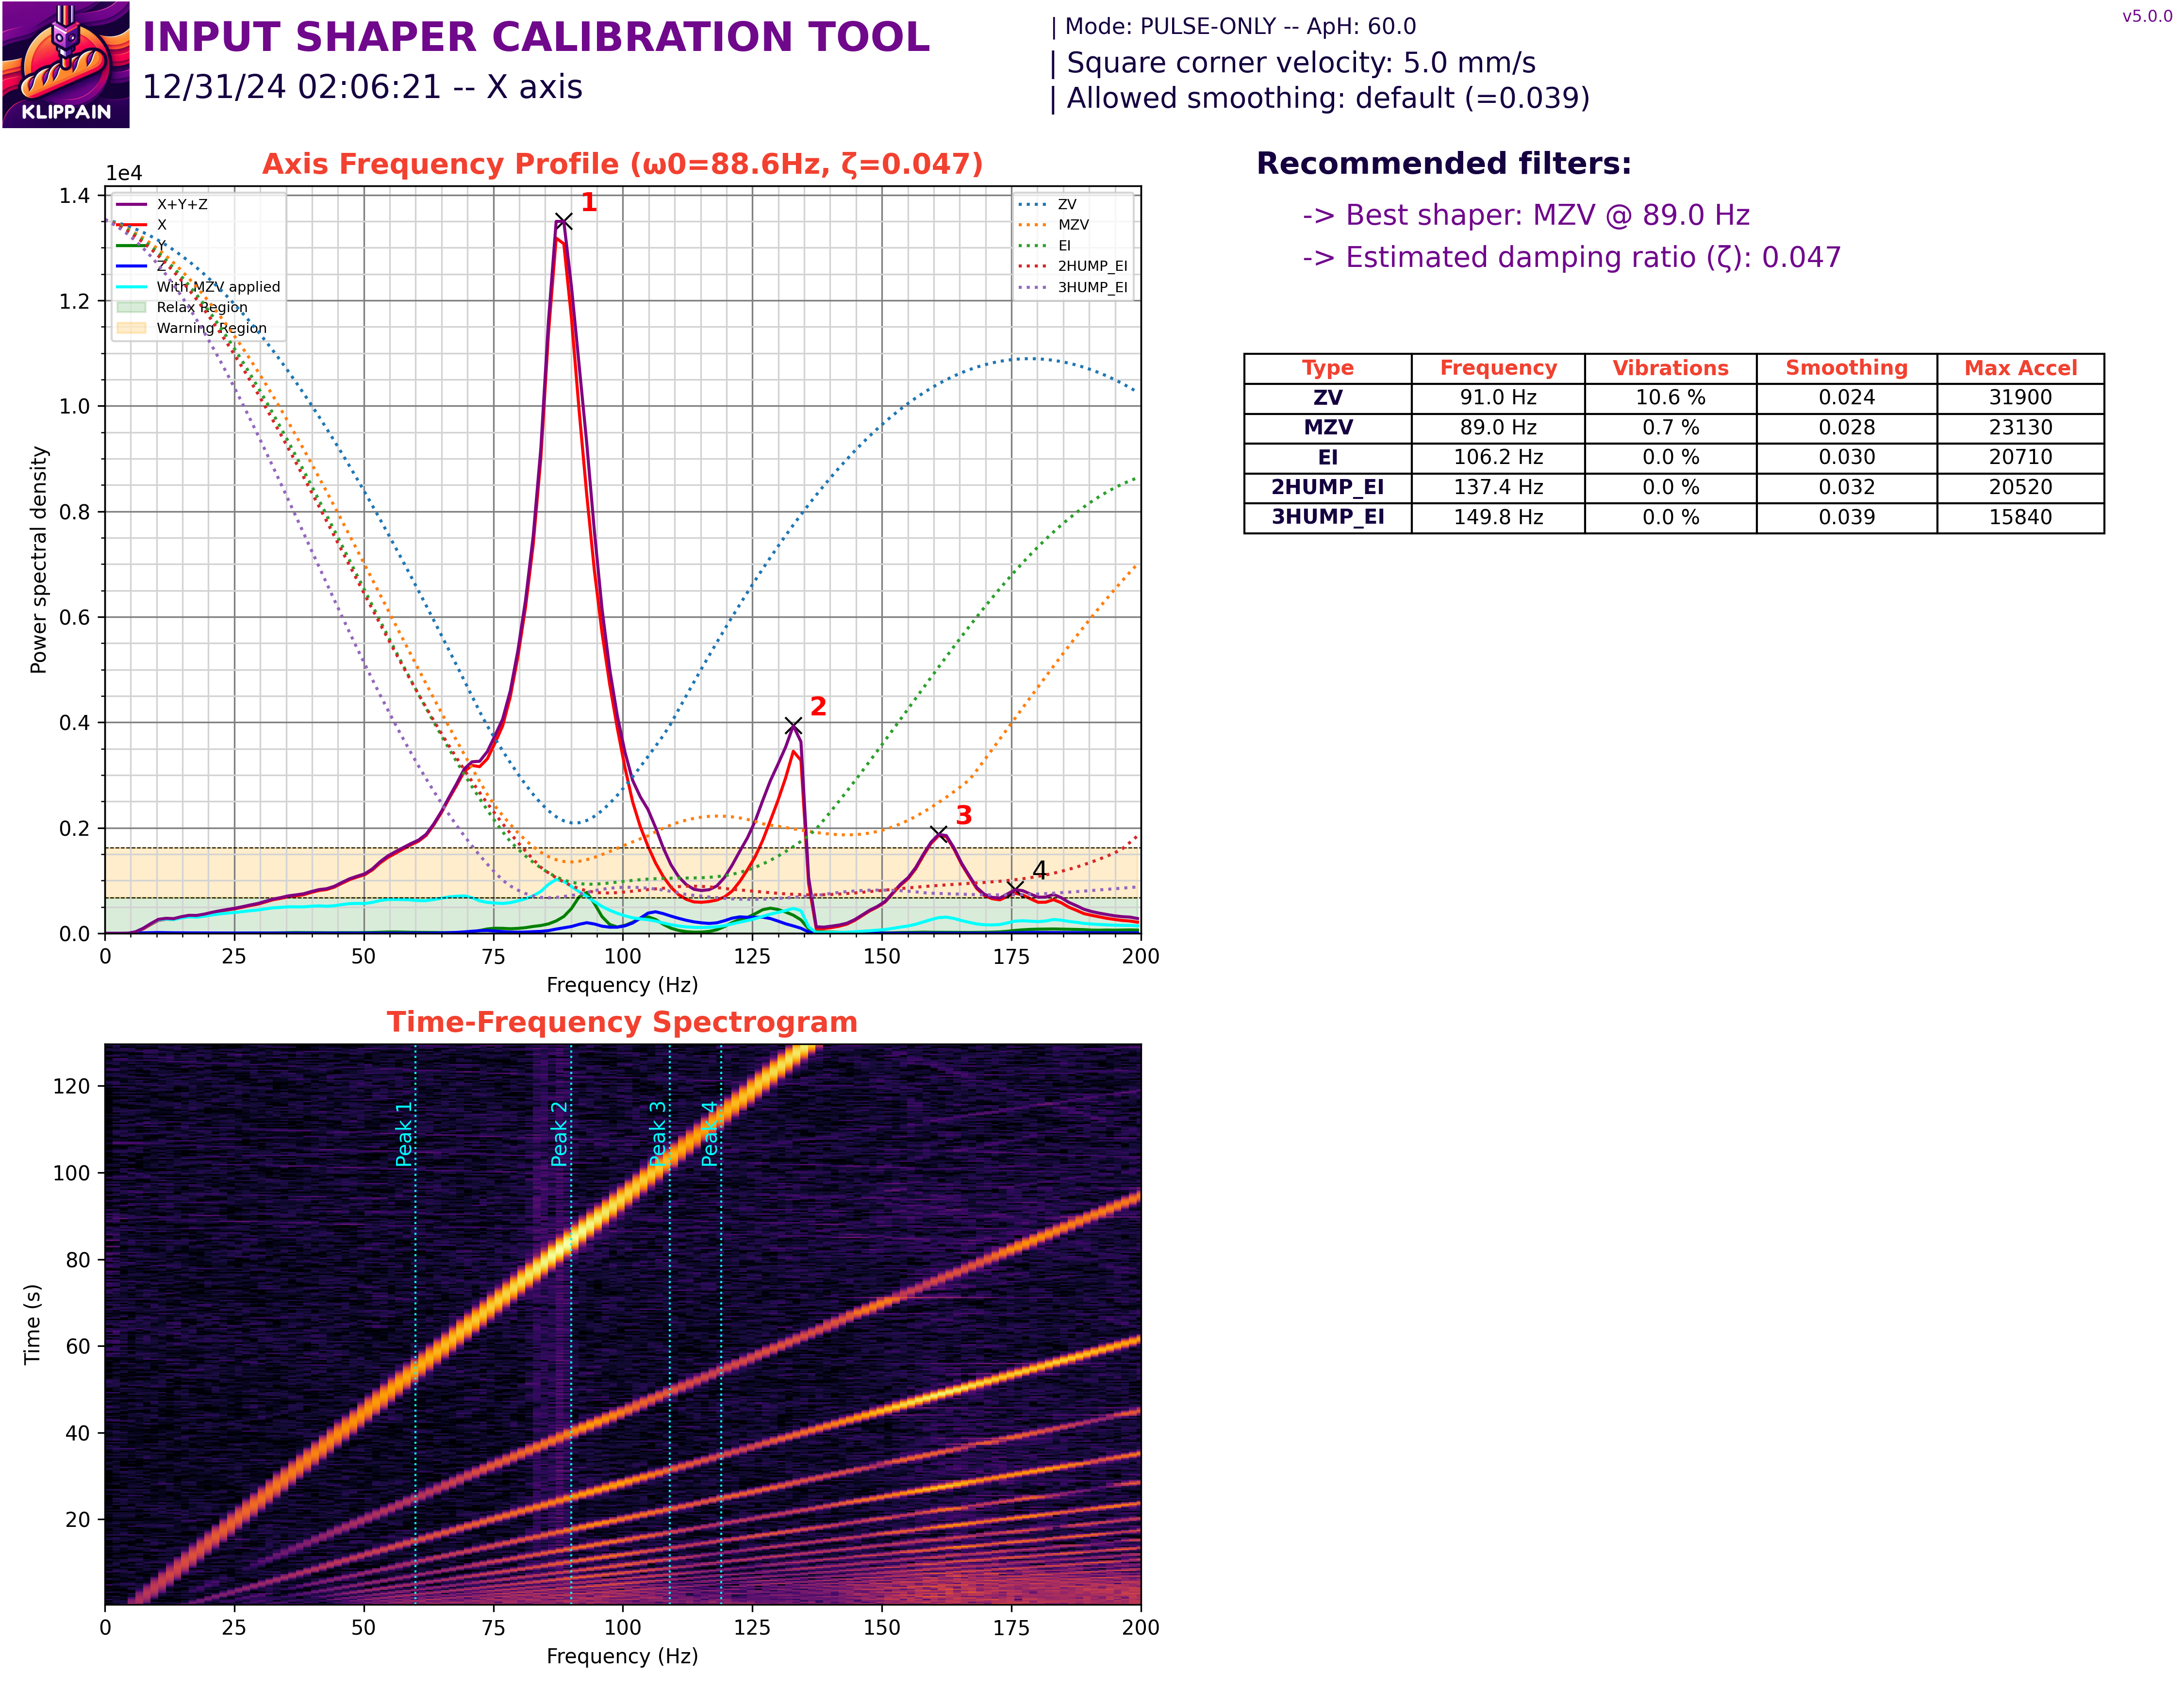 KLIPPAIN
INPUT SHAPER CALIBRATION TOOL
12/31/24 02:06:21 -- X axis
| Mode: PULSE-ONLY -- ApH: 60.0
| Square corner velocity: 5.0 mm/s
| Allowed smoothing: default (=0.039)
v5.0.0
Axis Frequency Profile (ω0=88.6Hz, ζ=0.047)
1e4
1.4
1.2
1.0
0.8
0.6
0.4
0.2
0.0
Power spectral density
X+Y+Z
X
Y
Z
With MZV applied
Relax Region
Warning Region
ZV
MZV
EI
2HUMP_EI
3HUMP_EI
1
2
3
4
0 25 50 75 100 125 150 175 200
Frequency (Hz)
Recommended filters:
-> Best shaper: MZV @ 89.0 Hz
-> Estimated damping ratio (ζ): 0.047
Type Frequency Vibrations Smoothing Max Accel
ZV 91.0 Hz 10.6 % 0.024 31900
MZV 89.0 Hz 0.7 % 0.028 23130
EI 106.2 Hz 0.0 % 0.030 20710
2HUMP_EI 137.4 Hz 0.0 % 0.032 20520
3HUMP_EI 149.8 Hz 0.0 % 0.039 15840
Time-Frequency Spectrogram
120
100
80
60
40
20
Time (s)
Peak 1
Peak 2
Peak 3
Peak 4
0 25 50 75 100 125 150 175 200
Frequency (Hz)